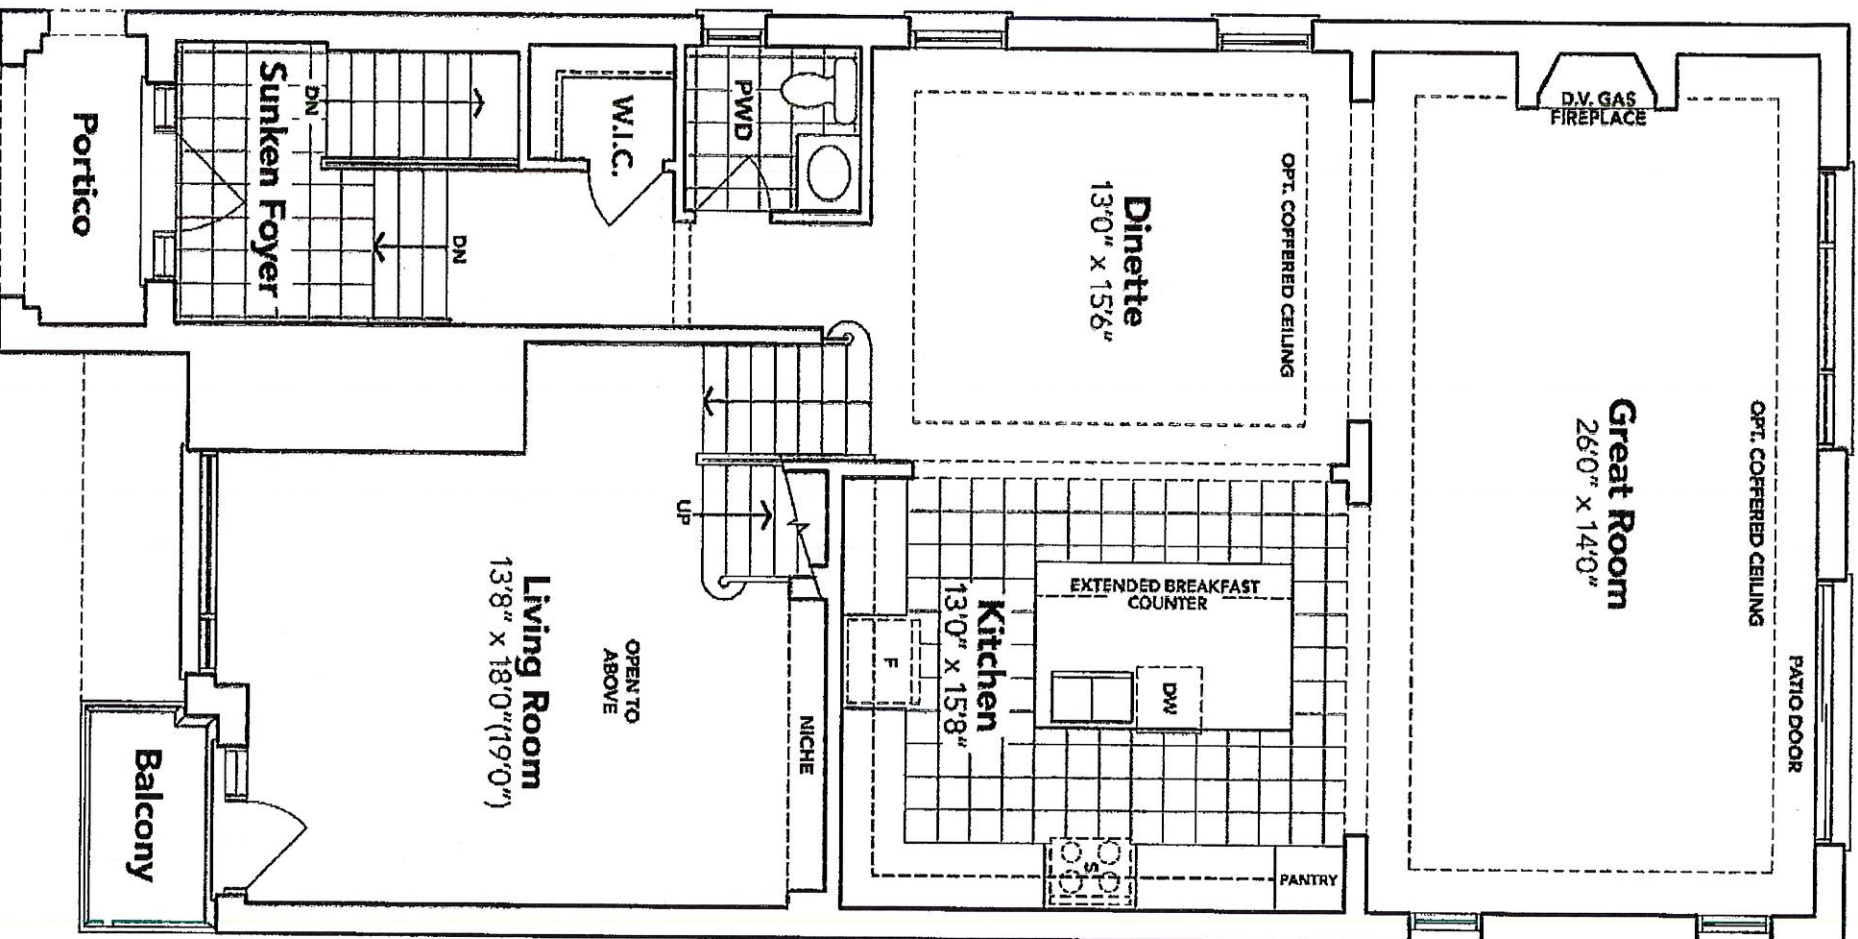 Portico
Sunken Foyer
DN
DN
W.I.C.
PWD
Dinette
13'0" x 15'6"
OPT. COFFERED CEILING
D.V. GAS
FIREPLACE
Great Room
26'0" x 14'0"
OPT. COFFERED CEILING
PATIO DOOR
UP
Living Room
13'8" x 18'0"(19'0")
OPEN TO
ABOVE
NICHE
Balcony
Kitchen
13'0" x 15'8"
EXTENDED BREAKFAST
COUNTER
F
DW
S
PANTRY